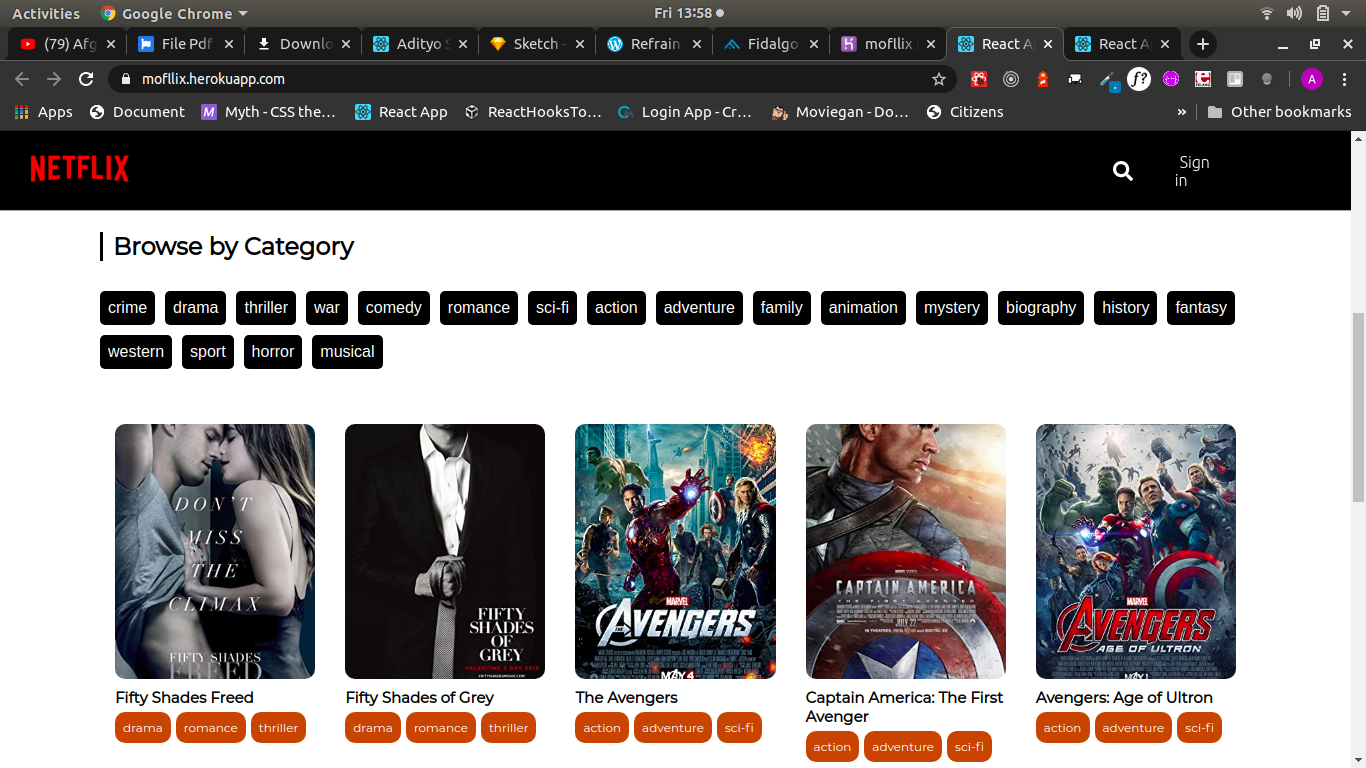 Activities Google Chrome Fri 13:58
(79) Afg File Pdf Downlo Adityo S Sketch - Refrain Fidalgo mofllix | React A React A
mofllix.herokuapp.com
Apps Document Myth - CSS the... React App ReactHooksTo... Login App - Cr... Moviegan - Do... Citizens » Other bookmarks
NETFLIX
Sign
in
Browse by Category
crime drama thriller war comedy romance sci-fi action adventure family animation mystery biography history fantasy
western sport horror musical
DON'T
MISS
THE
CLIMAX
FIFTY SHADES
FREED
FIFTY
SHADES
OF
GREY
VALENTINE'S DAY 2015
MARVEL
THE AVENGERS
MAY 4
CAPTAIN AMERICA
THE FIRST AVENGER
JULY 22
MARVEL
AVENGERS
AGE OF ULTRON
MAY 1
Fifty Shades Freed
drama romance thriller
Fifty Shades of Grey
drama romance thriller
The Avengers
action adventure sci-fi
Captain America: The First
Avenger
action adventure sci-fi
Avengers: Age of Ultron
action adventure sci-fi